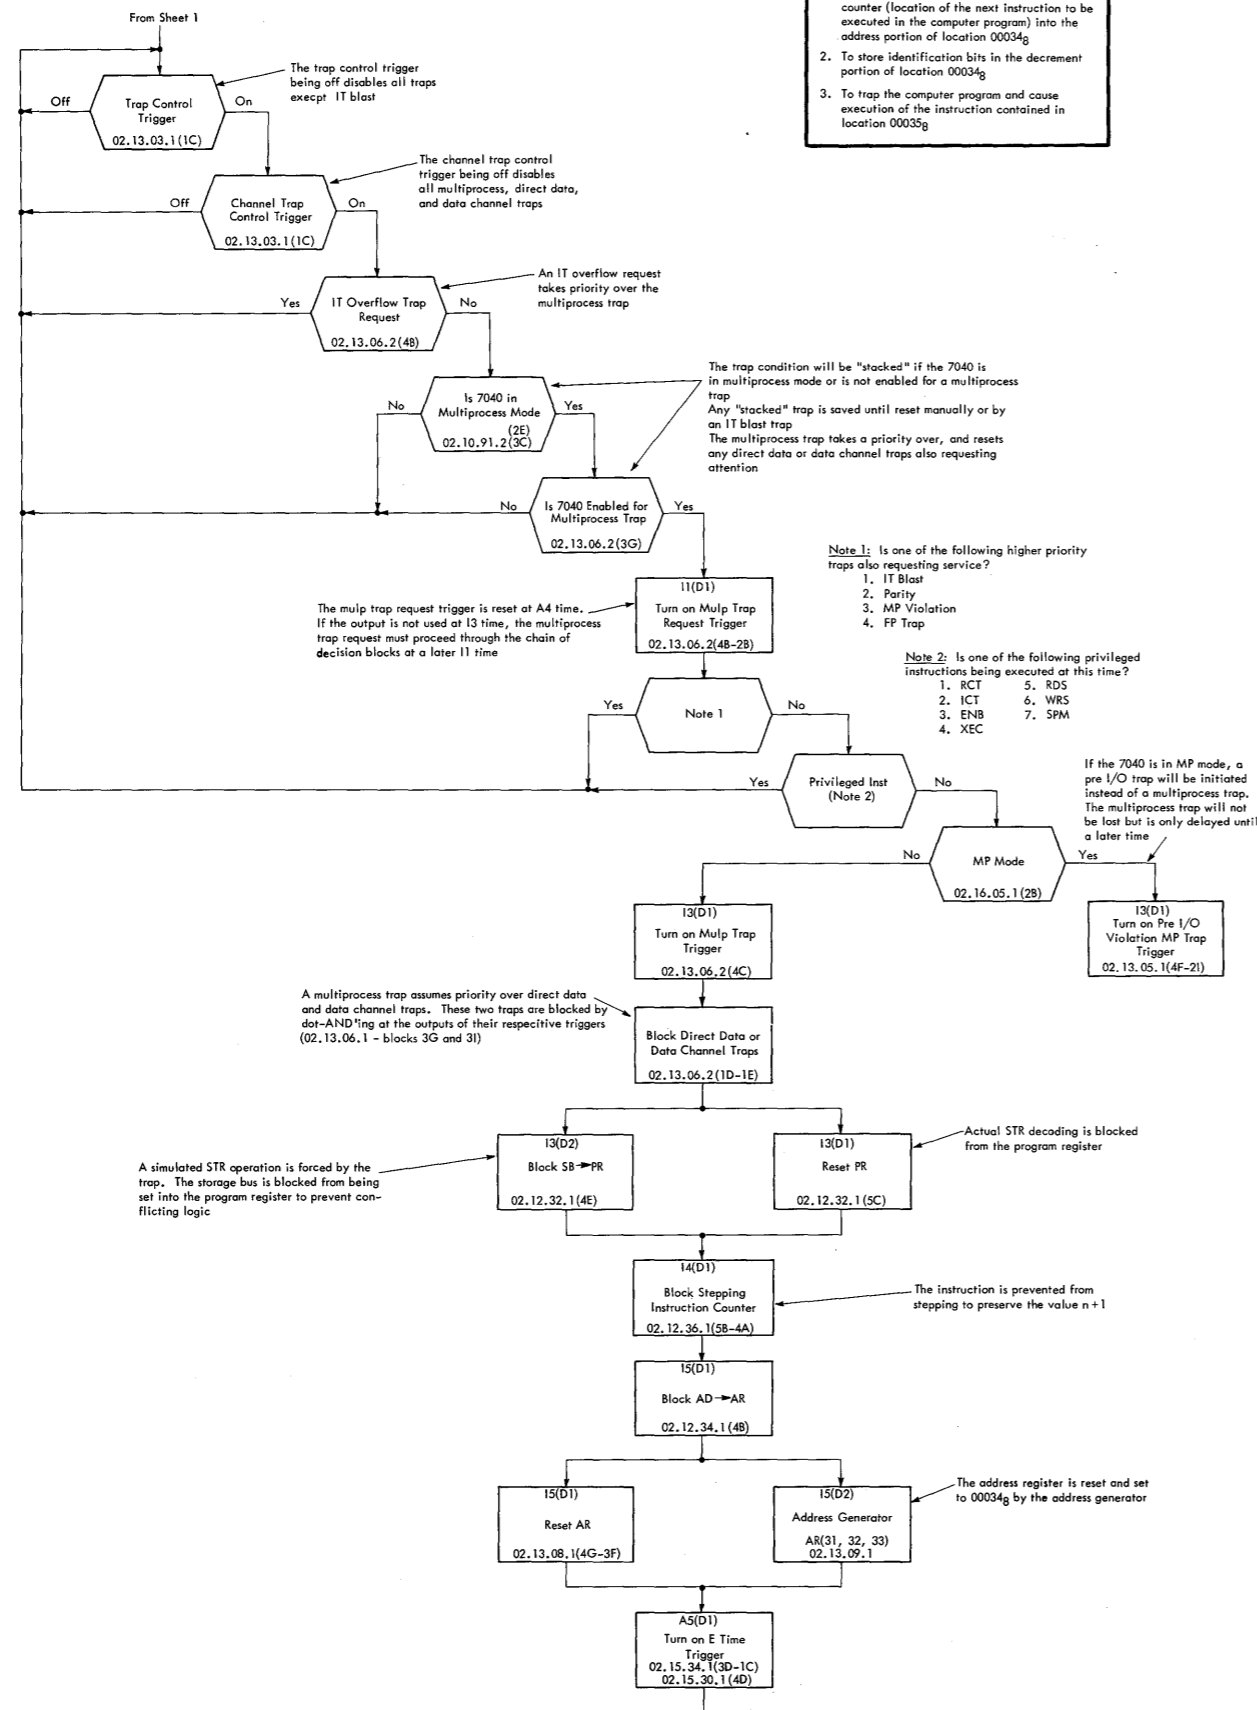 counter (location of the next instruction to be
executed in the computer program) into the
address portion of location 000348
2. To store identification bits in the decrement
portion of location 000348
3. To trap the computer program and cause
execution of the instruction contained in
location 000358
From Sheet 1
The trap control trigger
being off disables all traps
execpt IT blast
Off
Trap Control
Trigger
02.13.03.1(1C)
On
The channel trap control
trigger being off disables
all multiprocess, direct data,
and data channel traps
Off
Channel Trap
Control Trigger
02.13.03.1(1C)
On
An IT overflow request
takes priority over the
multiprocess trap
Yes
IT Overflow Trap
Request
02.13.06.2(4B)
No
The trap condition will be "stacked" if the 7040 is
in multiprocess mode or is not enabled for a multiprocess
trap
Any "stacked" trap is saved until reset manually or by
an IT blast trap
The multiprocess trap takes a priority over, and resets
any direct data or data channel traps also requesting
attention
No
Is 7040 in
Multiprocess Mode
(2E)
02.10.91.2(3C)
Yes
No
Is 7040 Enabled for
Multiprocess Trap
02.13.06.2(3G)
Yes
Note 1: Is one of the following higher priority
traps also requesting service?
1. IT Blast
2. Parity
3. MP Violation
4. FP Trap
The mulp trap request trigger is reset at A4 time.
If the output is not used at I3 time, the multiprocess
trap request must proceed through the chain of
decision blocks at a later I1 time
I1(D1)
Turn on Mulp Trap
Request Trigger
02.13.06.2(4B-2B)
Note 2: Is one of the following privileged
instructions being executed at this time?
1. RCT 5. RDS
2. ICT 6. WRS
3. ENB 7. SPM
4. XEC
Yes
Note 1
No
Yes
Privileged Inst
(Note 2)
No
If the 7040 is in MP mode, a
pre I/O trap will be initiated
instead of a multiprocess trap.
The multiprocess trap will not
be lost but is only delayed until
a later time
No
MP Mode
02.16.05.1(2B)
Yes
I3(D1)
Turn on Mulp Trap
Trigger
02.13.06.2(4C)
I3(D1)
Turn on Pre I/O
Violation MP Trap
Trigger
02.13.05.1(4F-2I)
A multiprocess trap assumes priority over direct data
and data channel traps. These two traps are blocked by
dot-AND'ing at the outputs of their respecitive triggers
(02.13.06.1 - blocks 3G and 3I)
Block Direct Data or
Data Channel Traps
02.13.06.2(1D-1E)
A simulated STR operation is forced by the
trap. The storage bus is blocked from being
set into the program register to prevent con-
flicting logic
I3(D2)
Block SB→PR
02.12.32.1(4E)
I3(D1)
Reset PR
02.12.32.1(5C)
Actual STR decoding is blocked
from the program register
I4(D1)
Block Stepping
Instruction Counter
02.12.36.1(5B-4A)
The instruction is prevented from
stepping to preserve the value n+1
I5(D1)
Block AD→AR
02.12.34.1(4B)
I5(D1)
Reset AR
02.13.08.1(4G-3F)
I5(D2)
Address Generator
AR(31, 32, 33)
02.13.09.1
The address register is reset and set
to 000348 by the address generator
A5(D1)
Turn on E Time
Trigger
02.15.34.1(3D-1C)
02.15.30.1(4D)